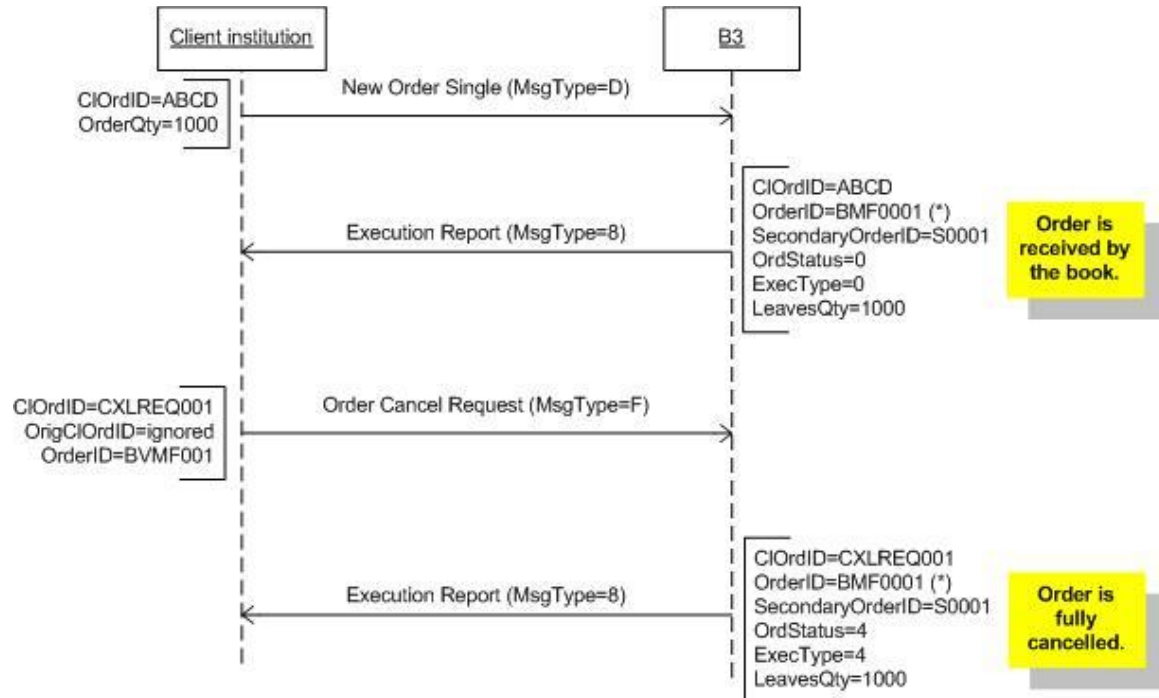 Client institution
B3
New Order Single (MsgType=D)
ClOrdID=ABCD
OrderQty=1000
ClOrdID=ABCD
OrderID=BMF0001 (*)
SecondaryOrderID=S0001
OrdStatus=0
ExecType=0
LeavesQty=1000
Execution Report (MsgType=8)
Order is
received by
the book.
ClOrdID=CXLREQ001
OrigClOrdID=ignored
OrderID=BVMF001
Order Cancel Request (MsgType=F)
ClOrdID=CXLREQ001
OrderID=BMF0001 (*)
SecondaryOrderID=S0001
OrdStatus=4
ExecType=4
LeavesQty=1000
Execution Report (MsgType=8)
Order is
fully
cancelled.